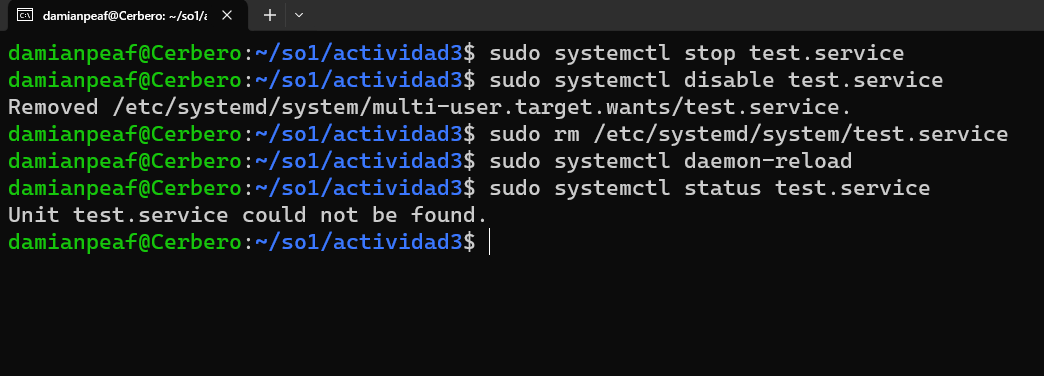 damianpeaf@Cerbero: ~/so1/a
damianpeaf@Cerbero:~/so1/actividad3$ sudo systemctl stop test.service
damianpeaf@Cerbero:~/so1/actividad3$ sudo systemctl disable test.service
Removed /etc/systemd/system/multi-user.target.wants/test.service.
damianpeaf@Cerbero:~/so1/actividad3$ sudo rm /etc/systemd/system/test.service
damianpeaf@Cerbero:~/so1/actividad3$ sudo systemctl daemon-reload
damianpeaf@Cerbero:~/so1/actividad3$ sudo systemctl status test.service
Unit test.service could not be found.
damianpeaf@Cerbero:~/so1/actividad3$